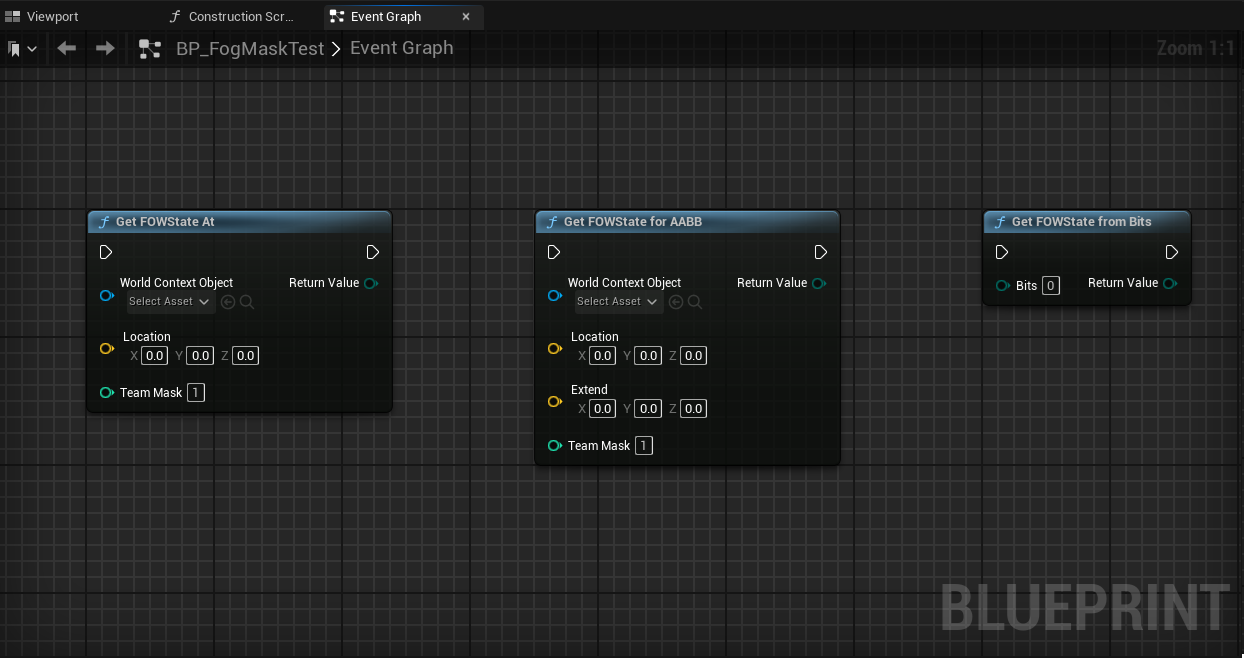 Viewport
Construction Scr...
Event Graph
BP_FogMaskTest > Event Graph
Zoom 1:1
Get FOWState At
World Context Object
Return Value
Select Asset
Location
X 0.0 Y 0.0 Z 0.0
Team Mask 1
Get FOWState for AABB
World Context Object
Return Value
Select Asset
Location
X 0.0 Y 0.0 Z 0.0
Extend
X 0.0 Y 0.0 Z 0.0
Team Mask 1
Get FOWState from Bits
Bits 0
Return Value
BLUEPRINT